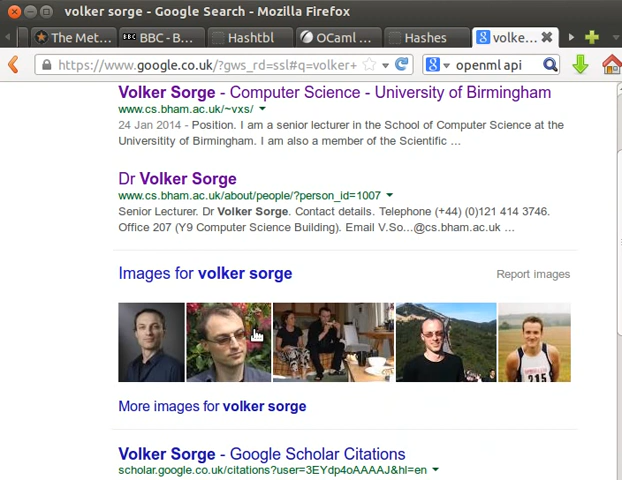 volker sorge - Google Search - Mozilla Firefox
The Met...
BBC - B...
Hashtbl
OCaml ...
Hashes
volke...
https://www.google.co.uk/?gws_rd=ssl#q=volker+
openml api
Volker Sorge - Computer Science - University of Birmingham
www.cs.bham.ac.uk/~vxs/
24 Jan 2014 - Position. I am a senior lecturer in the School of Computer Science at the
Universitiy of Birmingham. I am also a member of the Scientific ...
Dr Volker Sorge
www.cs.bham.ac.uk/about/people/?person_id=1007
Senior Lecturer. Dr Volker Sorge. Contact details. Telephone (+44) (0)121 414 3746.
Office 207 (Y9 Computer Science Building). Email V.So...@cs.bham.ac.uk ...
Images for volker sorge
Report images
215
More images for volker sorge
Volker Sorge - Google Scholar Citations
scholar.google.co.uk/citations?user=3EYdp4oAAAAJ&hl=en